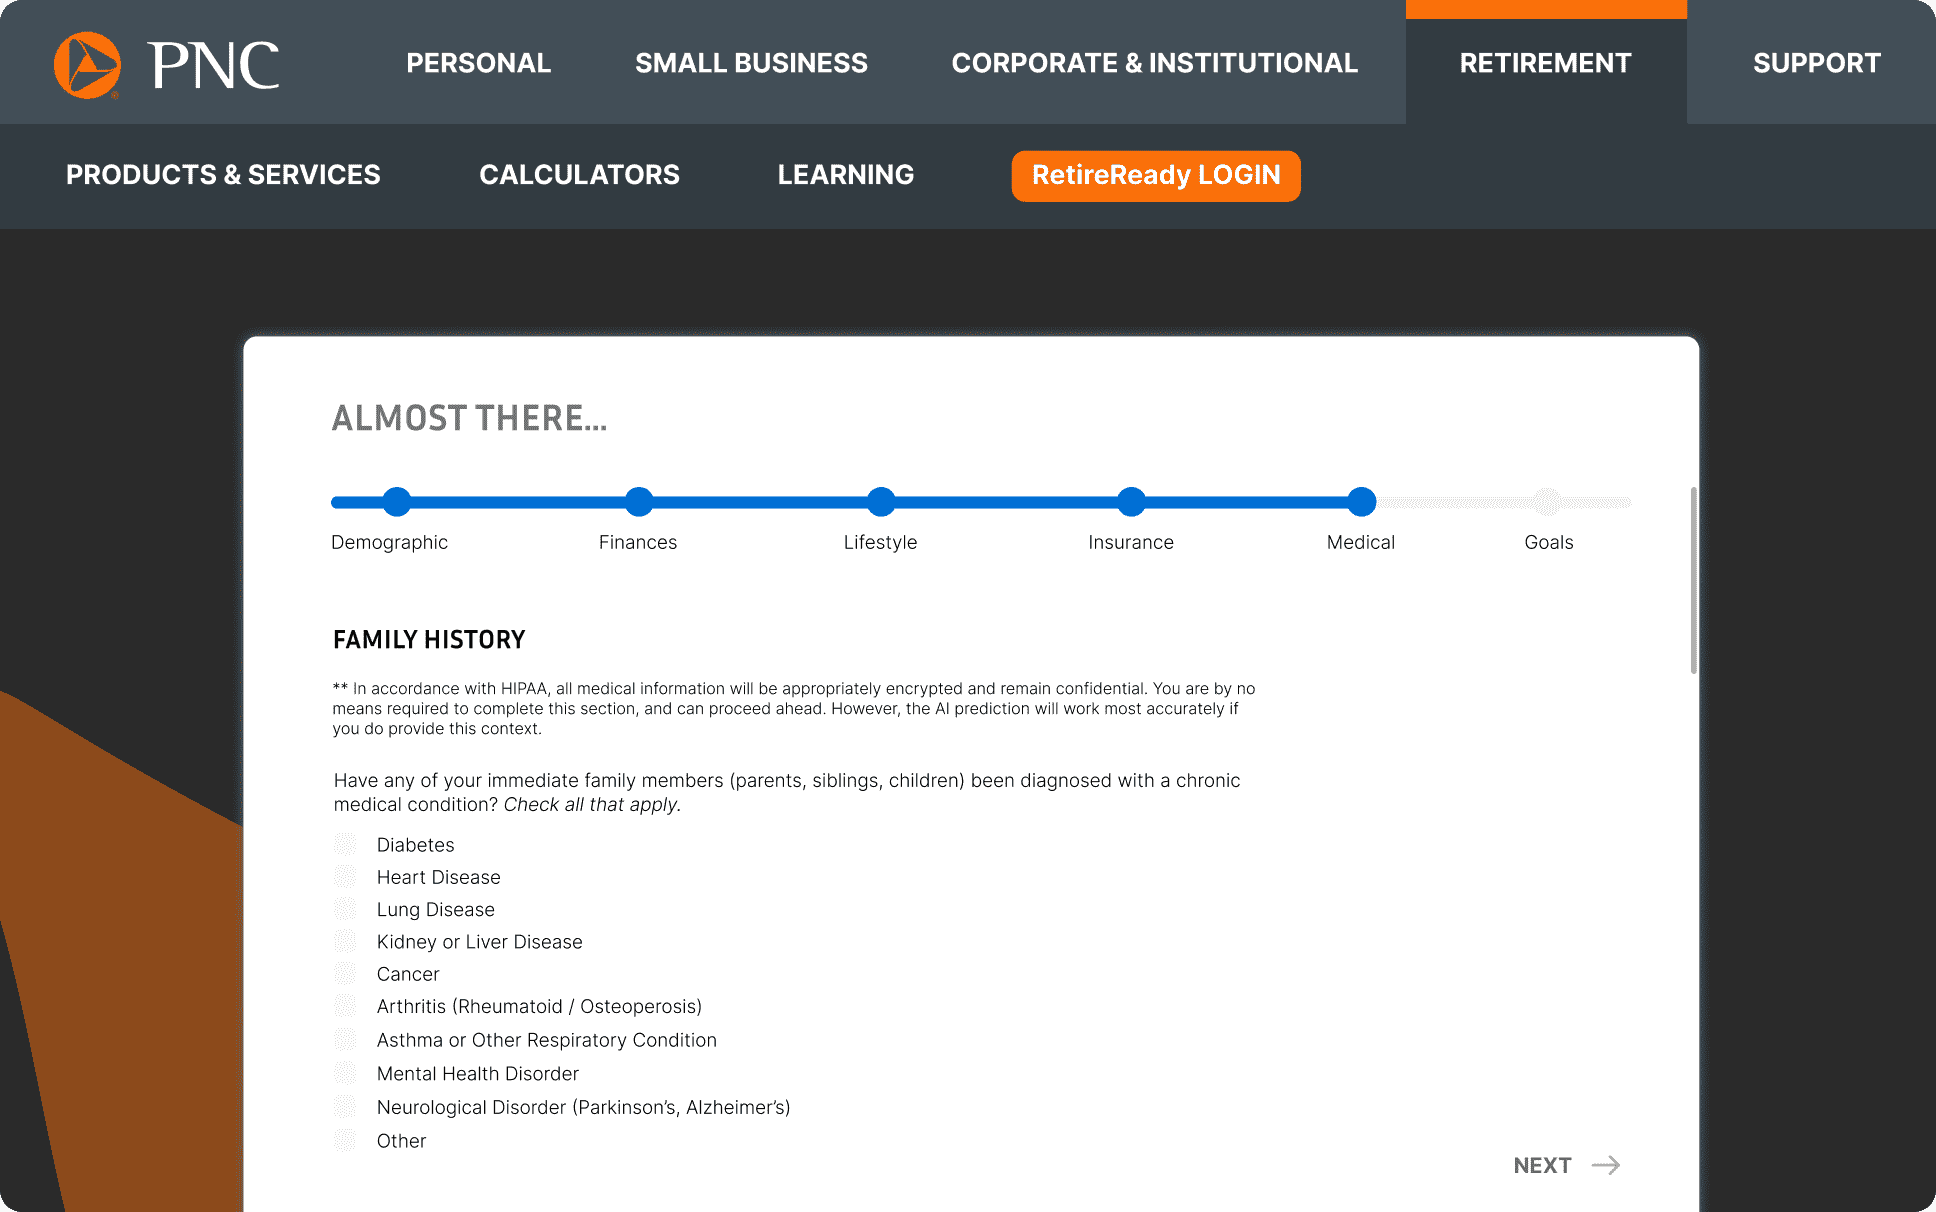 PNC
PERSONAL
SMALL BUSINESS
CORPORATE & INSTITUTIONAL
RETIREMENT
SUPPORT
PRODUCTS & SERVICES
CALCULATORS
LEARNING
RetireReady LOGIN
ALMOST THERE...
Demographic
Finances
Lifestyle
Insurance
Medical
Goals
FAMILY HISTORY
** In accordance with HIPAA, all medical information will be appropriately encrypted and remain confidential. You are by no
means required to complete this section, and can proceed ahead. However, the AI prediction will work most accurately if
you do provide this context.
Have any of your immediate family members (parents, siblings, children) been diagnosed with a chronic
medical condition? Check all that apply.
Diabetes
Heart Disease
Lung Disease
Kidney or Liver Disease
Cancer
Arthritis (Rheumatoid / Osteoperosis)
Asthma or Other Respiratory Condition
Mental Health Disorder
Neurological Disorder (Parkinson’s, Alzheimer’s)
Other
NEXT